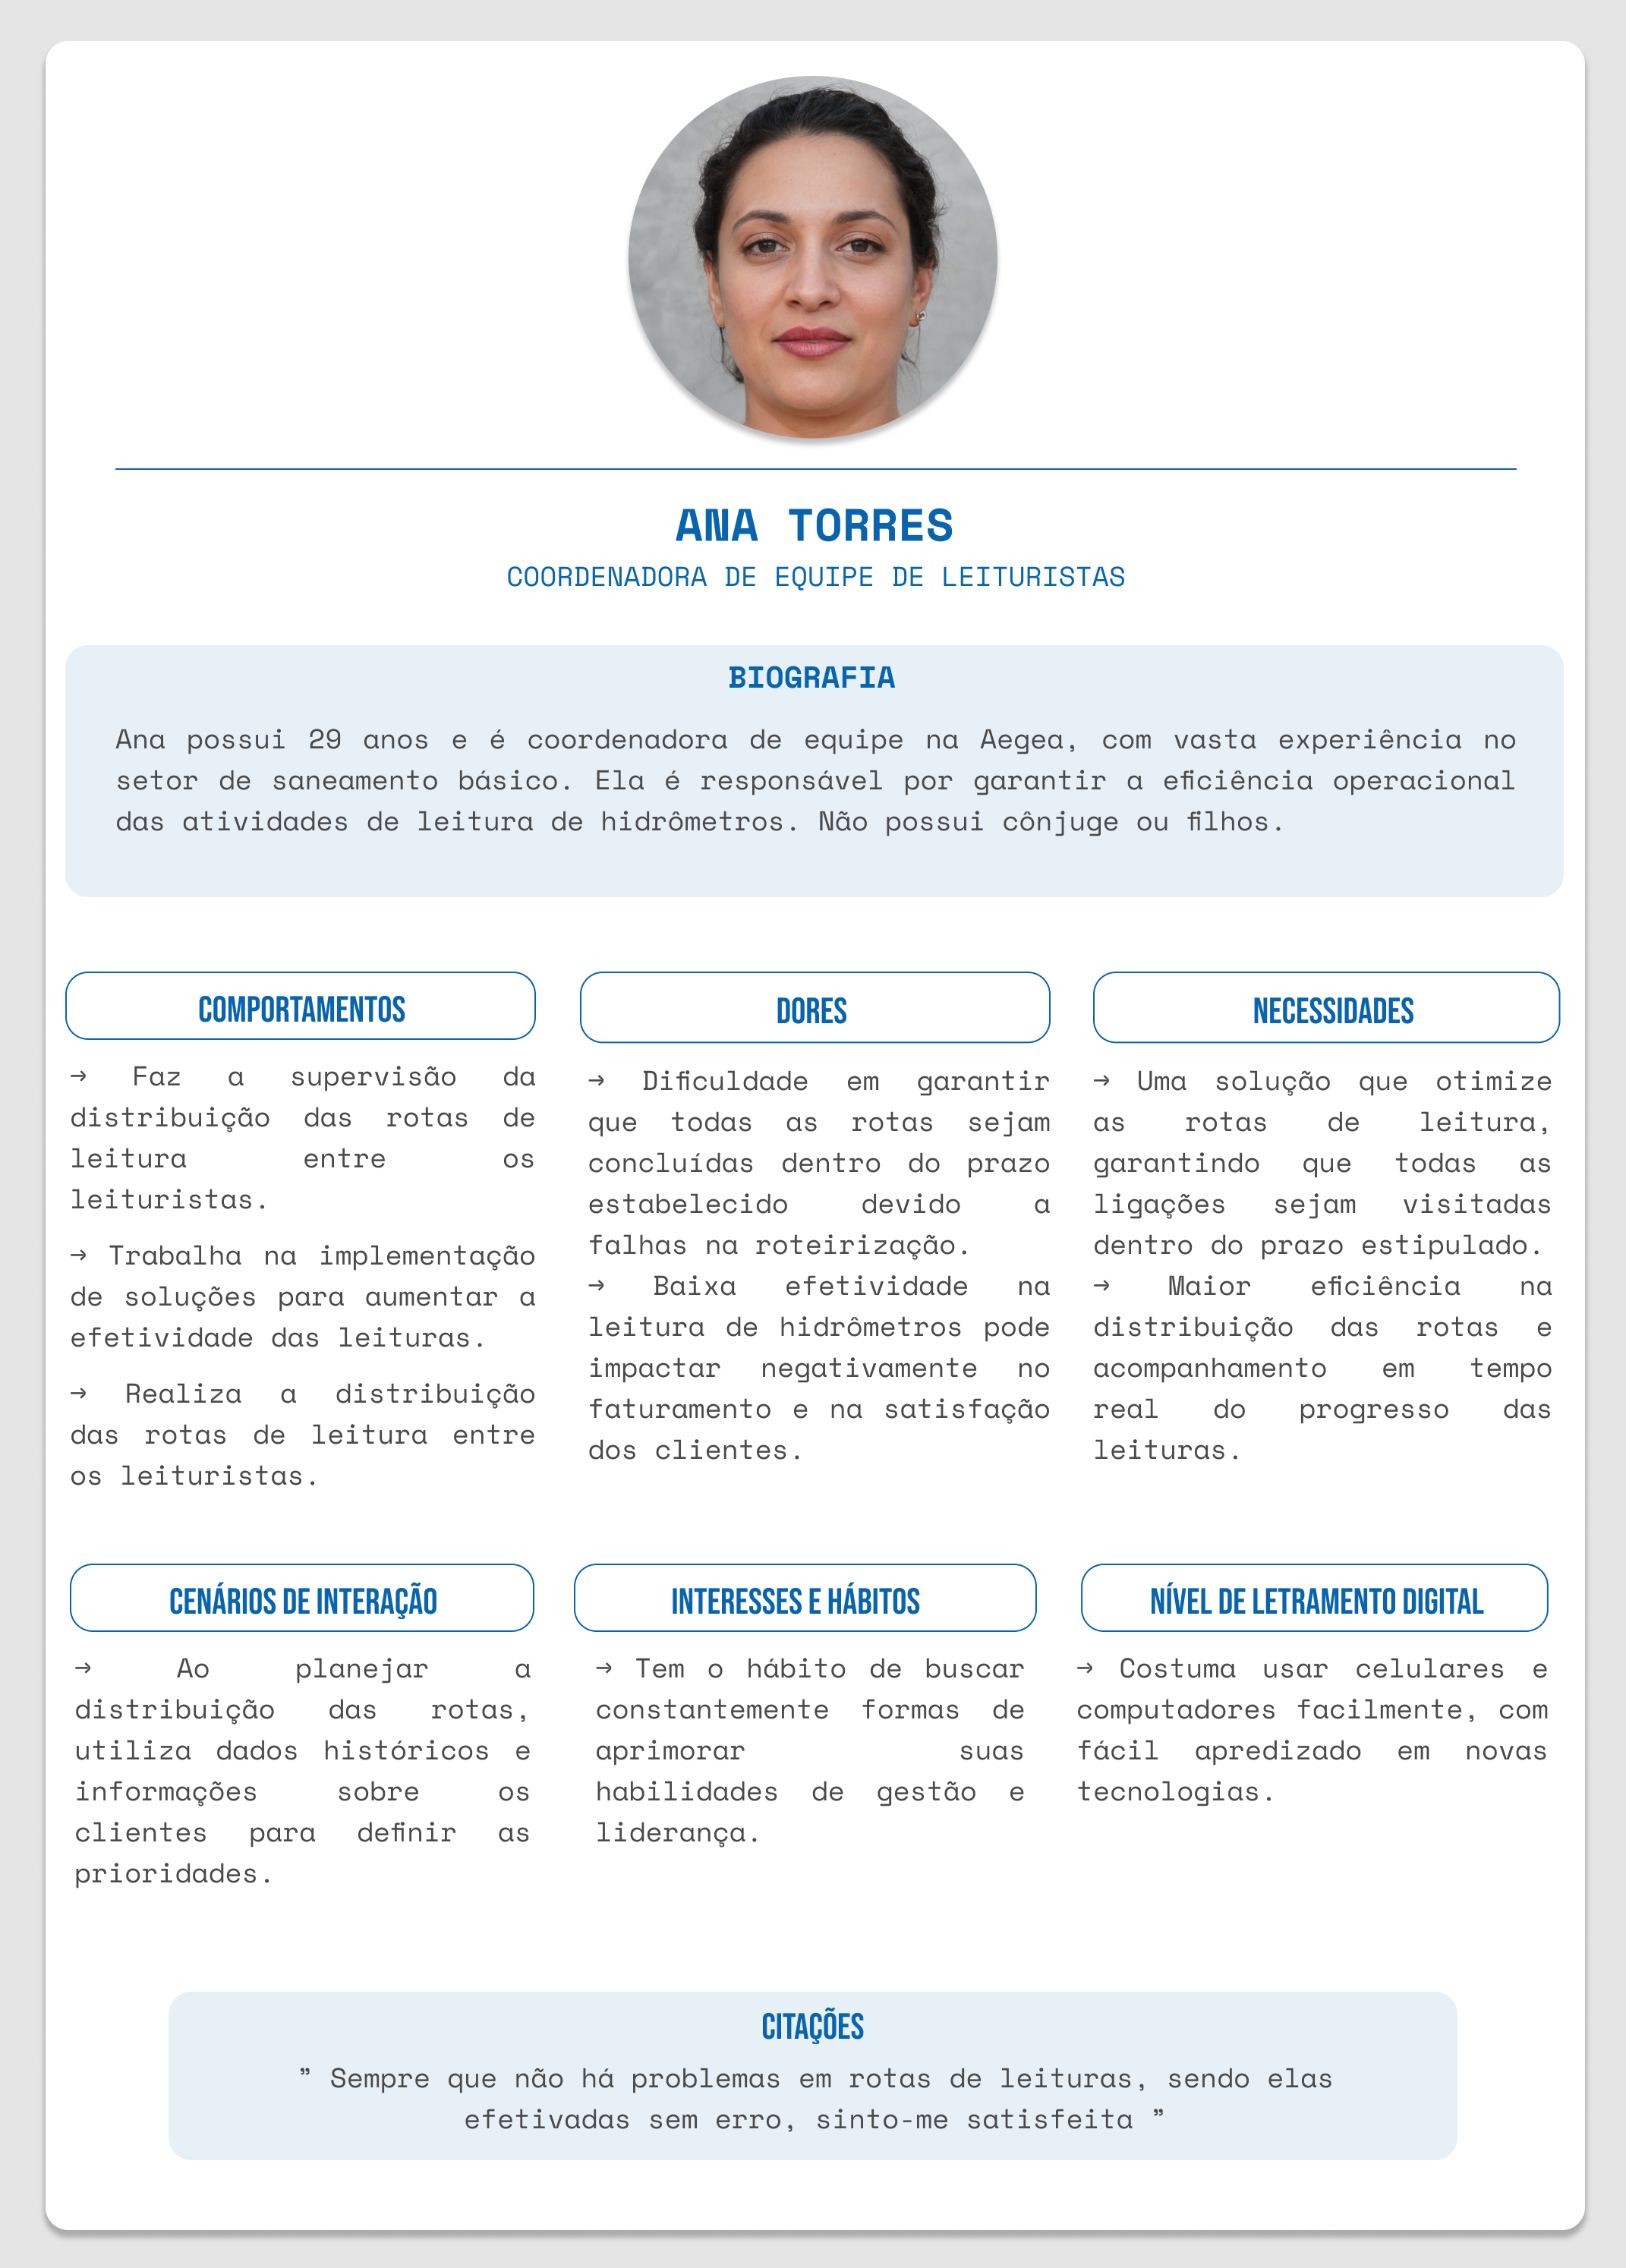 ANA TORRES
COORDENADORA DE EQUIPE DE LEITURISTAS
BIOGRAFIA
Ana possui 29 anos e é coordenadora de equipe na Aegea, com vasta experiência no
setor de saneamento básico. Ela é responsável por garantir a eficiência operacional
das atividades de leitura de hidrômetros. Não possui cônjuge ou filhos.
COMPORTAMENTOS
→ Faz a supervisão da
distribuição das rotas de
leitura entre os
leituristas.
→ Trabalha na implementação
de soluções para aumentar a
efetividade das leituras.
→ Realiza a distribuição
das rotas de leitura entre
os leituristas.
DORES
→ Dificuldade em garantir
que todas as rotas sejam
concluídas dentro do prazo
estabelecido devido a
falhas na roteirização.
→ Baixa efetividade na
leitura de hidrômetros pode
impactar negativamente no
faturamento e na satisfação
dos clientes.
NECESSIDADES
→ Uma solução que otimize
as rotas de leitura,
garantindo que todas as
ligações sejam visitadas
dentro do prazo estipulado.
→ Maior eficiência na
distribuição das rotas e
acompanhamento em tempo
real do progresso das
leituras.
CENÁRIOS DE INTERAÇÃO
→ Ao planejar a
distribuição das rotas,
utiliza dados históricos e
informações sobre os
clientes para definir as
prioridades.
INTERESSES E HÁBITOS
→ Tem o hábito de buscar
constantemente formas de
aprimorar suas
habilidades de gestão e
liderança.
NÍVEL DE LETRAMENTO DIGITAL
→ Costuma usar celulares e
computadores facilmente, com
fácil apredizado em novas
tecnologias.
CITAÇÕES
” Sempre que não há problemas em rotas de leituras, sendo elas
efetivadas sem erro, sinto-me satisfeita ”